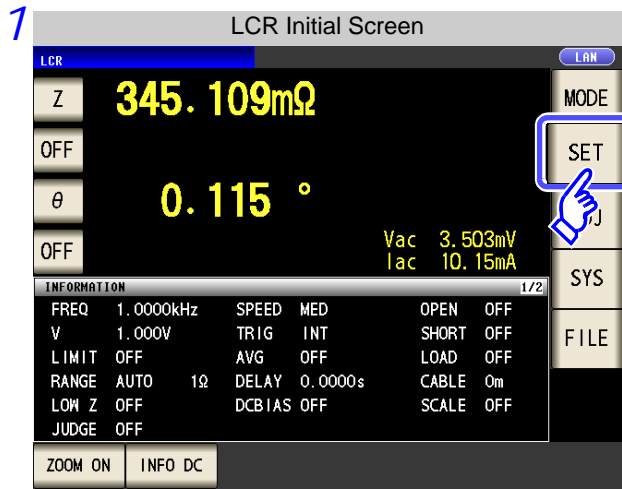 1
LCR Initial Screen
LCR
LAN
Z 345.109mΩ
MODE
OFF
SET
θ 0.115 °
OFF
Vac 3.503mV
Iac 10.15mA
SYS
INFORMATION 1/2
FREQ 1.0000kHz SPEED MED OPEN OFF
V 1.000V TRIG INT SHORT OFF
FILE
LIMIT OFF AVG OFF LOAD OFF
RANGE AUTO 1Ω DELAY 0.0000s CABLE 0m
LOW Z OFF DCBIAS OFF SCALE OFF
JUDGE OFF
ZOOM ON INFO DC